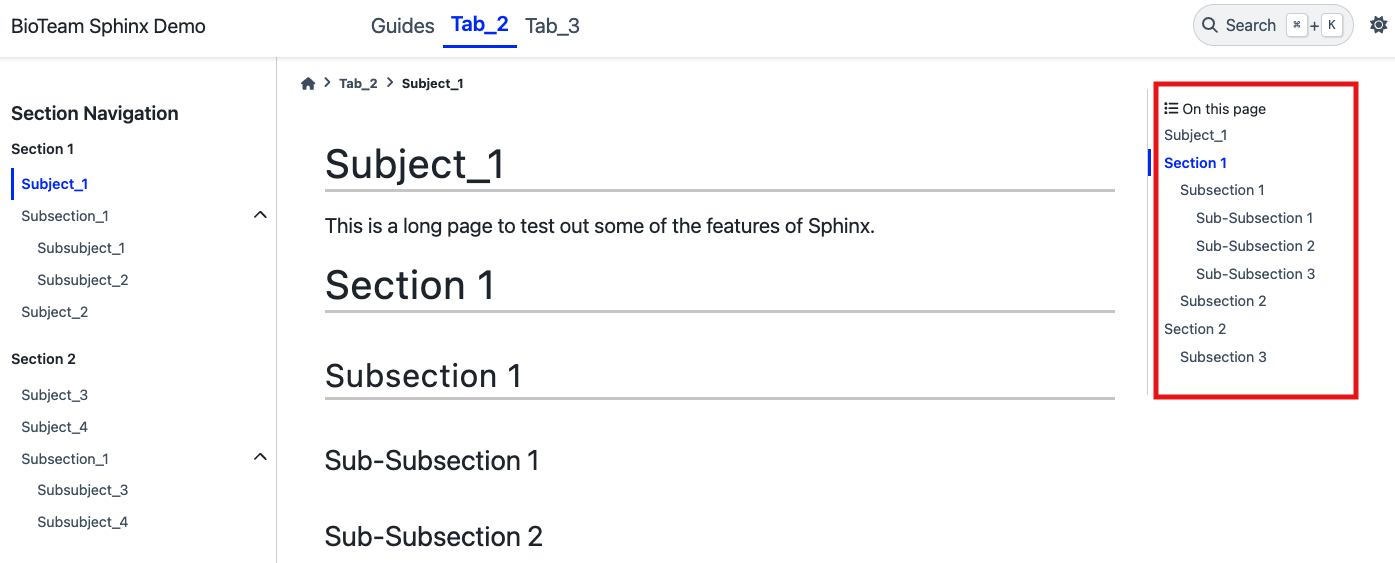 BioTeam Sphinx Demo
Guides Tab_2 Tab_3
Search ⌘ + K
Section Navigation
Section 1
Subject_1
Subsection_1
Subsubject_1
Subsubject_2
Subject_2
Section 2
Subject_3
Subject_4
Subsection_1
Subsubject_3
Subsubject_4
Tab_2 > Subject_1
Subject_1
This is a long page to test out some of the features of Sphinx.
Section 1
Subsection 1
Sub-Subsection 1
Sub-Subsection 2
On this page
Subject_1
Section 1
Subsection 1
Sub-Subsection 1
Sub-Subsection 2
Sub-Subsection 3
Subsection 2
Section 2
Subsection 3